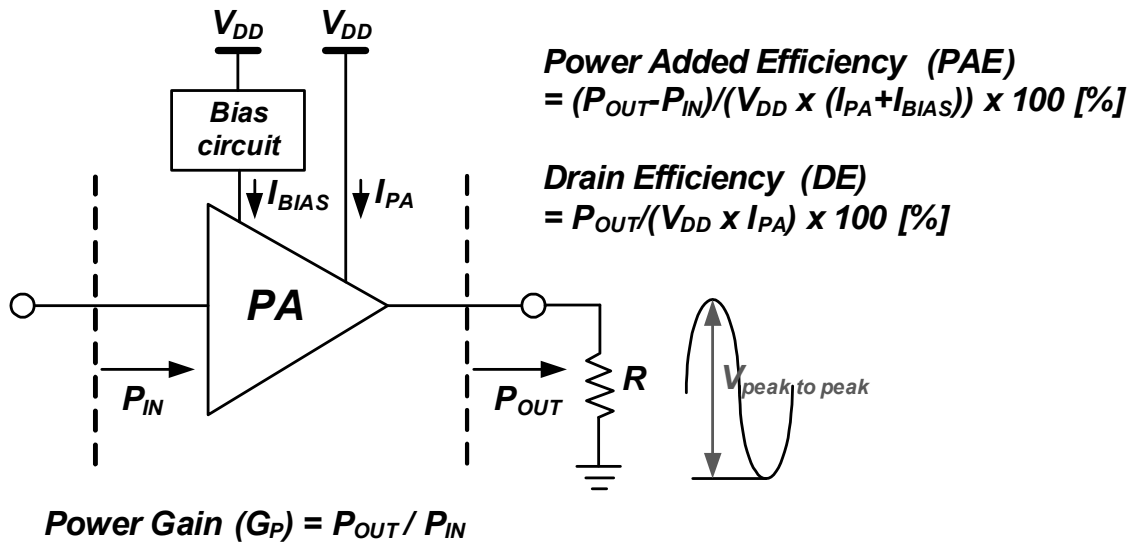 V_DD V_DD
Bias
circuit
I_BIAS I_PA
Power Added Efficiency (PAE)
= (P_OUT-P_IN)/(V_DD x (I_PA+I_BIAS)) x 100 [%]
Drain Efficiency (DE)
= P_OUT/(V_DD x I_PA) x 100 [%]
PA
P_IN
P_OUT
R
V_peak to peak
Power Gain (G_P) = P_OUT / P_IN